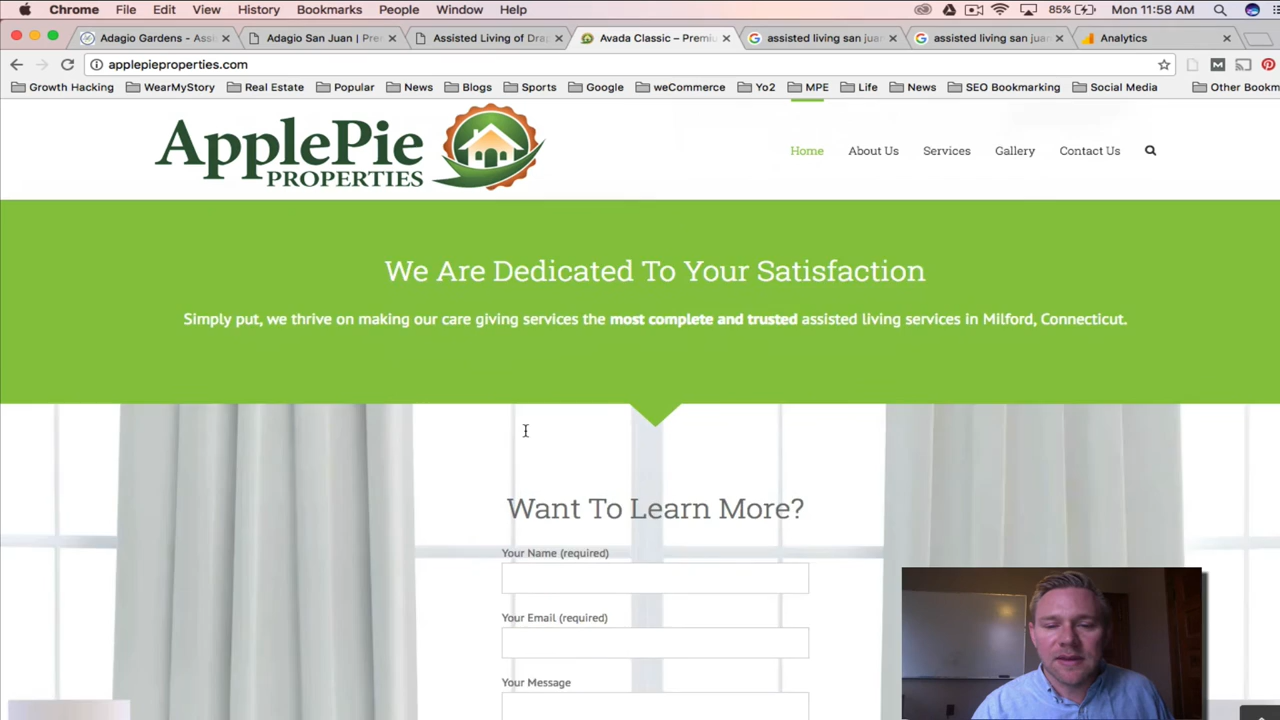 Chrome File Edit View History Bookmarks People Window Help 85% Mon 11:58 AM
Adagio Gardens - Assi Adagio San Juan | Pre Assisted Living of Dra Avada Classic – Premi assisted living san jua assisted living san jua Analytics
applepieproperties.com
Growth Hacking WearMyStory Real Estate Popular News Blogs Sports Google weCommerce Yo2 MPE Life News SEO Bookmarking Social Media Other Bookm
ApplePie
PROPERTIES
Home About Us Services Gallery Contact Us
We Are Dedicated To Your Satisfaction
Simply put, we thrive on making our care giving services the most complete and trusted assisted living services in Milford, Connecticut.
Want To Learn More?
Your Name (required)
Your Email (required)
Your Message